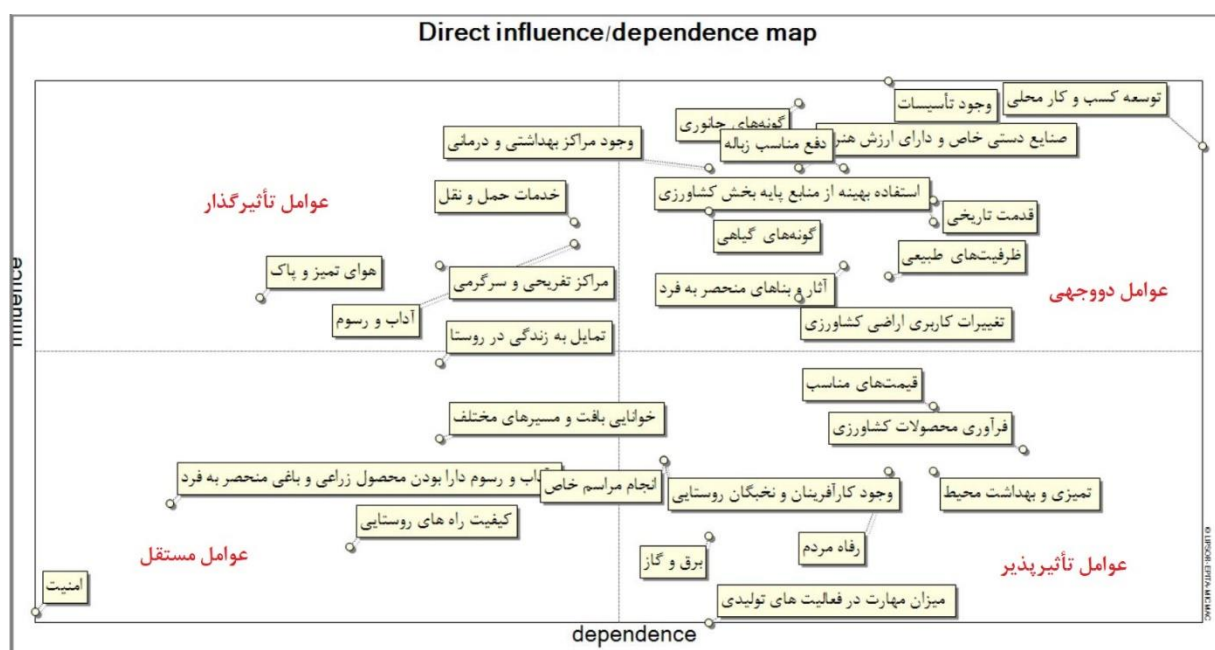 Direct influence/dependence map
وجود تأسیسات
توسعه کسب و کار محلی
گونه‌های جانوری
صنایع دستی خاص و دارای ارزش هنر
وجود مراکز بهداشتی و درمانی
دفع مناسب زباله
استفاده بهینه از منابع پایه بخش کشاورزی
خدمات حمل و نقل
عوامل تأثیرگذار
قدمت تاریخی
گونه‌های گیاهی
ظرفیت‌های طبیعی
هوای تمیز و پاک
مراکز تفریحی و سرگرمی
آثار و بناهای منحصر به فرد
عوامل دووجهی
آداب و رسوم
تغییرات کاربری اراضی کشاورزی
تمایل به زندگی در روستا
influence
قیمت‌های مناسب
خوانایی بافت و مسیرهای مختلف
فرآوری محصولات کشاورزی
آداب و رسوم دارا بودن محصول زراعی و باغی منحصر به فرد
انجام مراسم خاص
وجود کارآفرینان و نخبگان روستایی
تمیزی و بهداشت محیط
کیفیت راه های روستایی
رفاه مردم
عوامل مستقل
برق و گاز
عوامل تأثیرپذیر
امنیت
میزان مهارت در فعالیت های تولیدی
dependence
© LIPSOR-EPITA-MICMAC